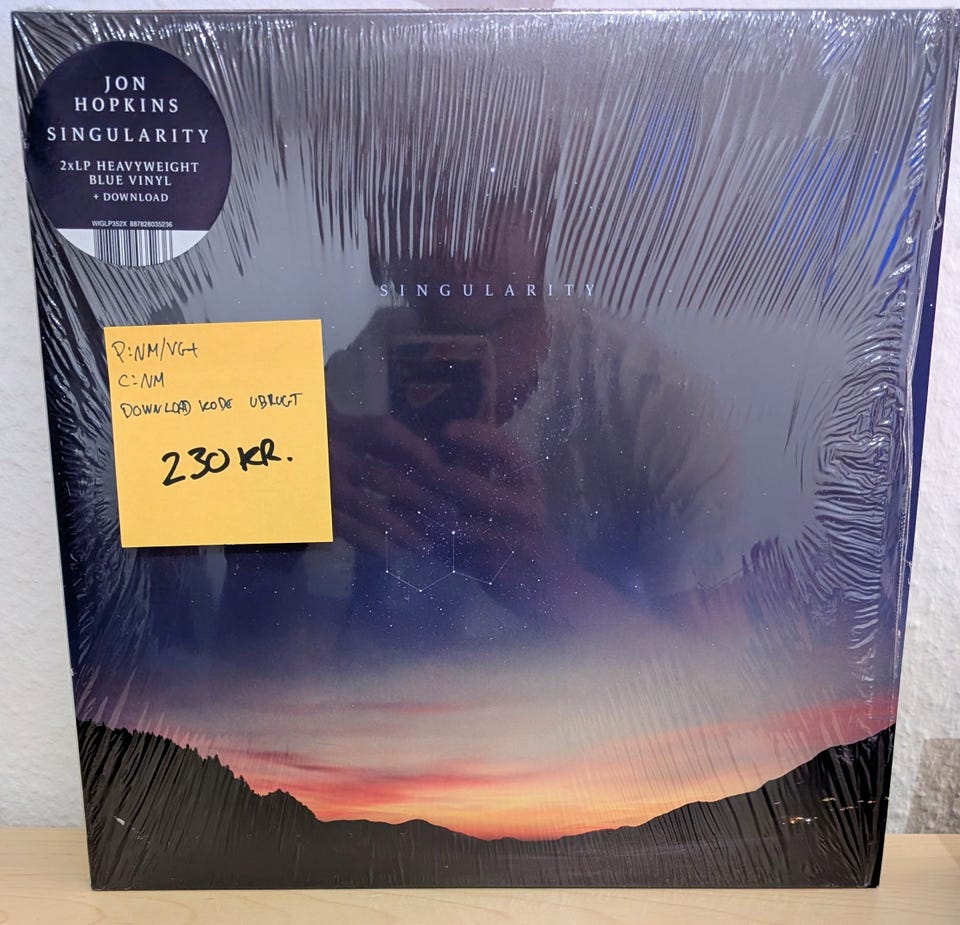 JON
HOPKINS
SINGULARITY
2xLP HEAVYWEIGHT
BLUE VINYL
+ DOWNLOAD
WIGLP352X 887828035236
SINGULARITY
P:NM/VG+
C:NM
DOWNLOAD KODE UBRUGT
230 KR.